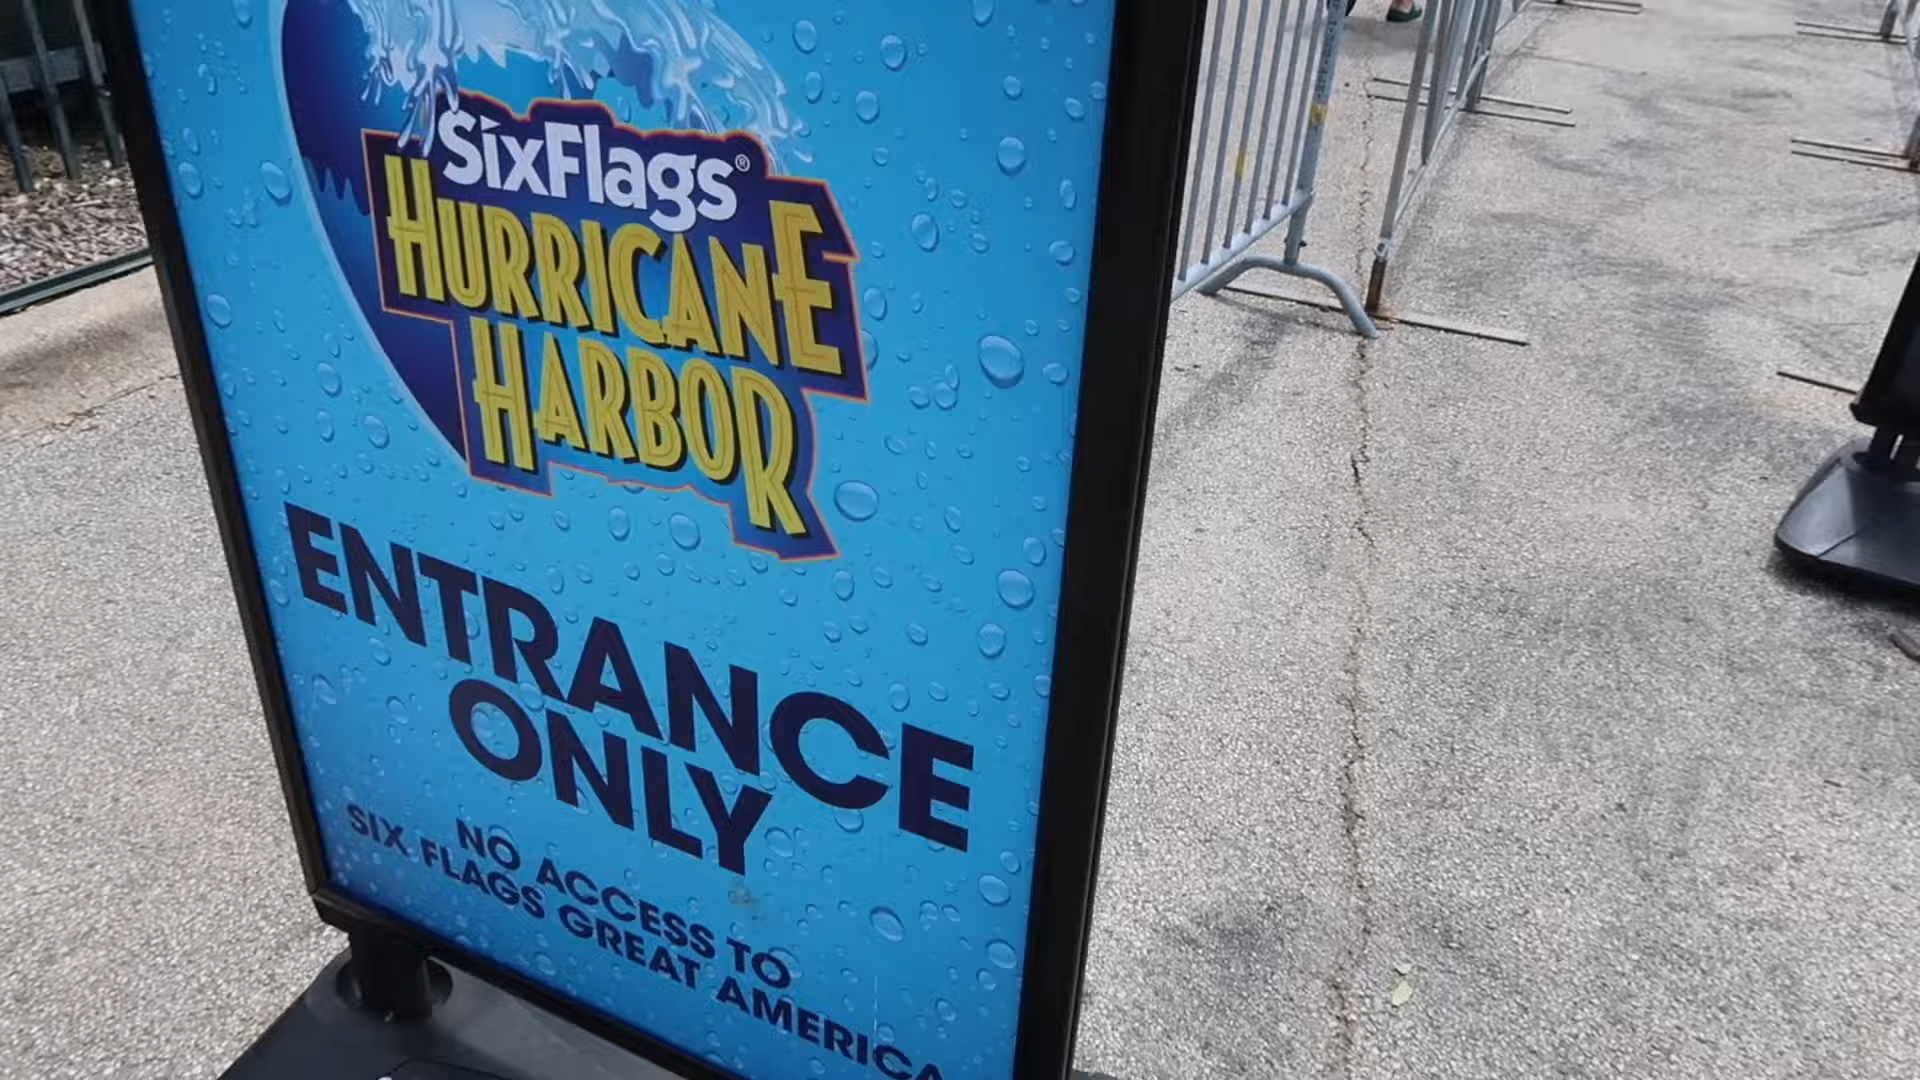 SixFlags®
HURRICANE
HARBOR
ENTRANCE
ONLY
NO ACCESS TO
SIX FLAGS GREAT AMERICA